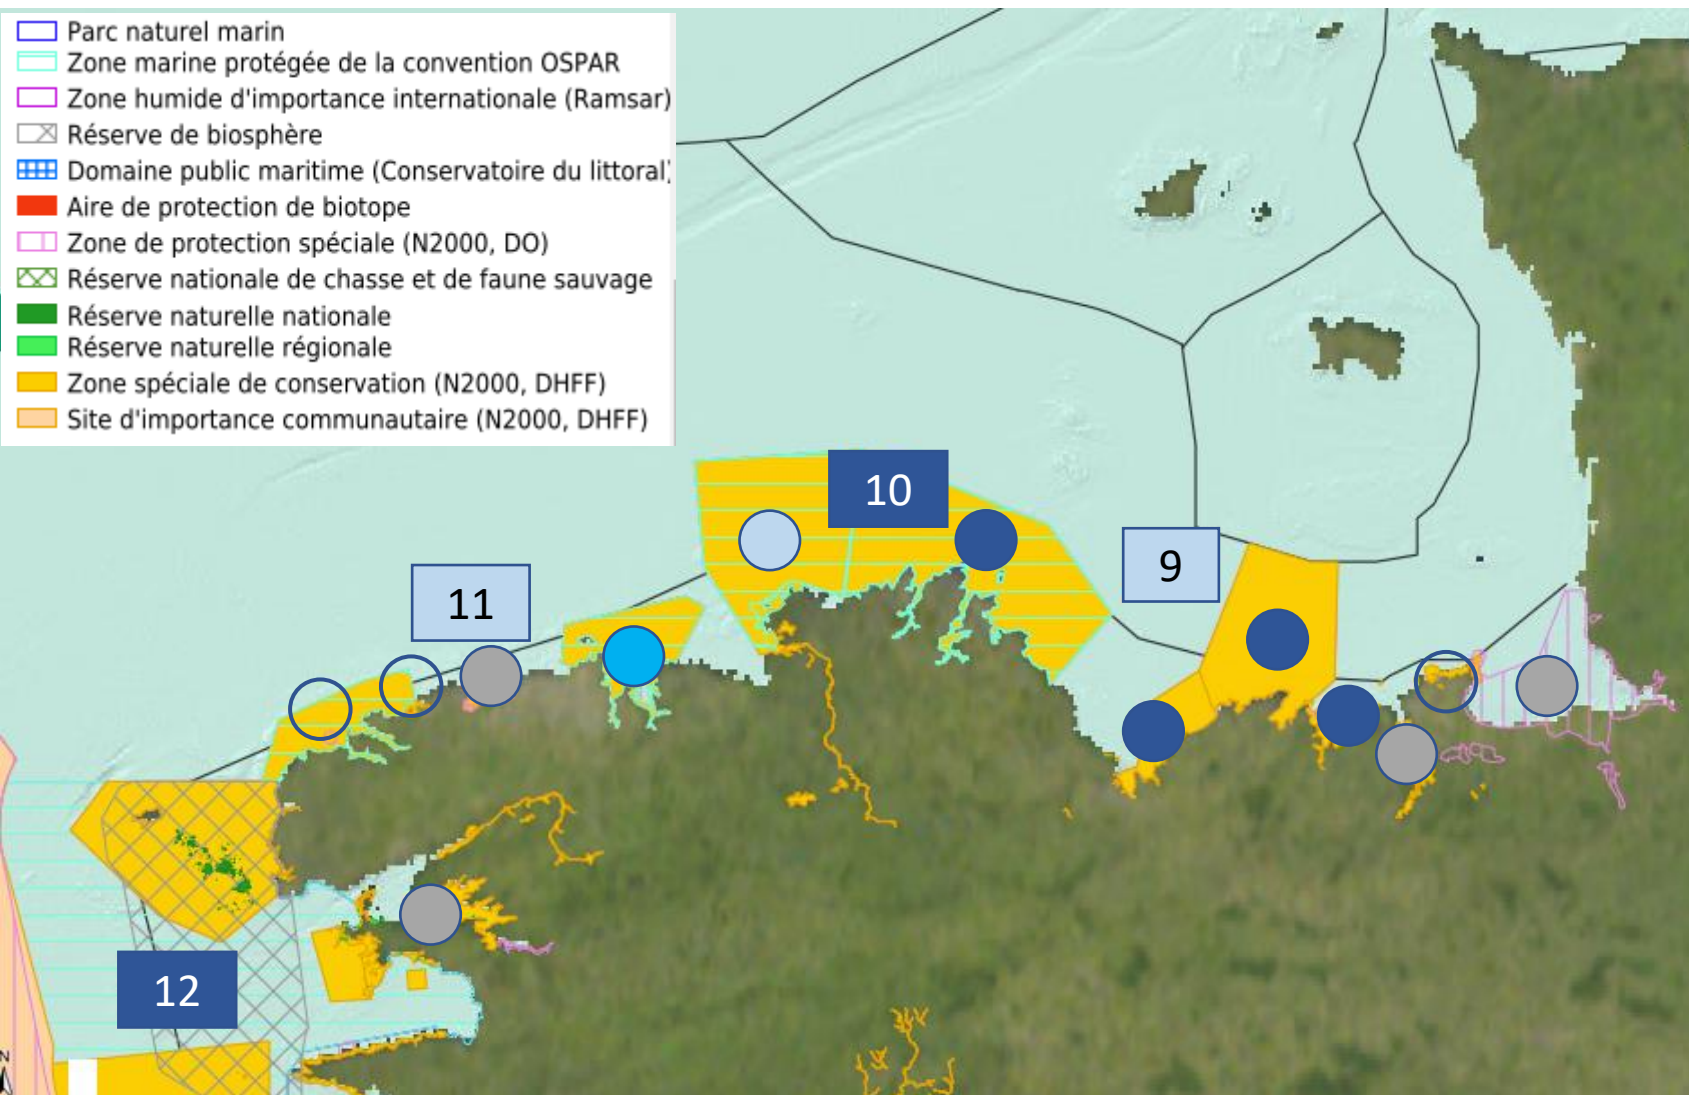 Parc naturel marin
Zone marine protégée de la convention OSPAR
Zone humide d'importance internationale (Ramsar)
Réserve de biosphère
Domaine public maritime (Conservatoire du littoral)
Aire de protection de biotope
Zone de protection spéciale (N2000, DO)
Réserve nationale de chasse et de faune sauvage
Réserve naturelle nationale
Réserve naturelle régionale
Zone spéciale de conservation (N2000, DHFF)
Site d'importance communautaire (N2000, DHFF)
10
9
11
12
N